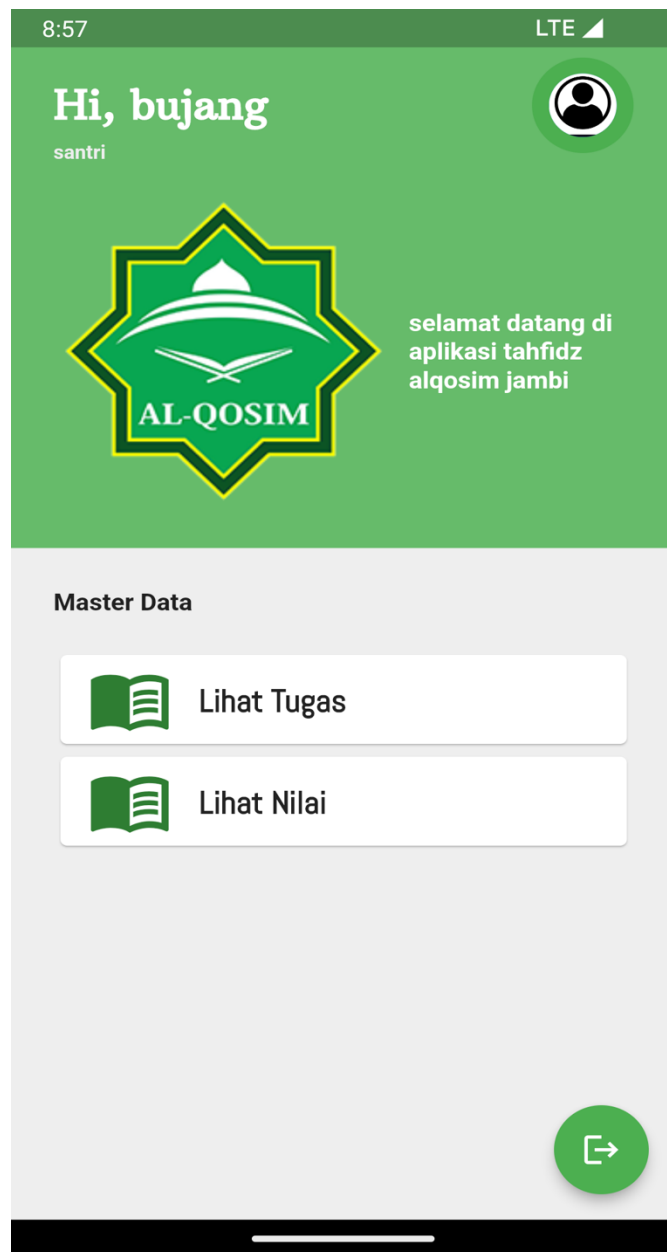 8:57
LTE
Hi, bujang
santri
AL-QOSIM
selamat datang di
aplikasi tahfidz
alqosim jambi
Master Data
Lihat Tugas
Lihat Nilai